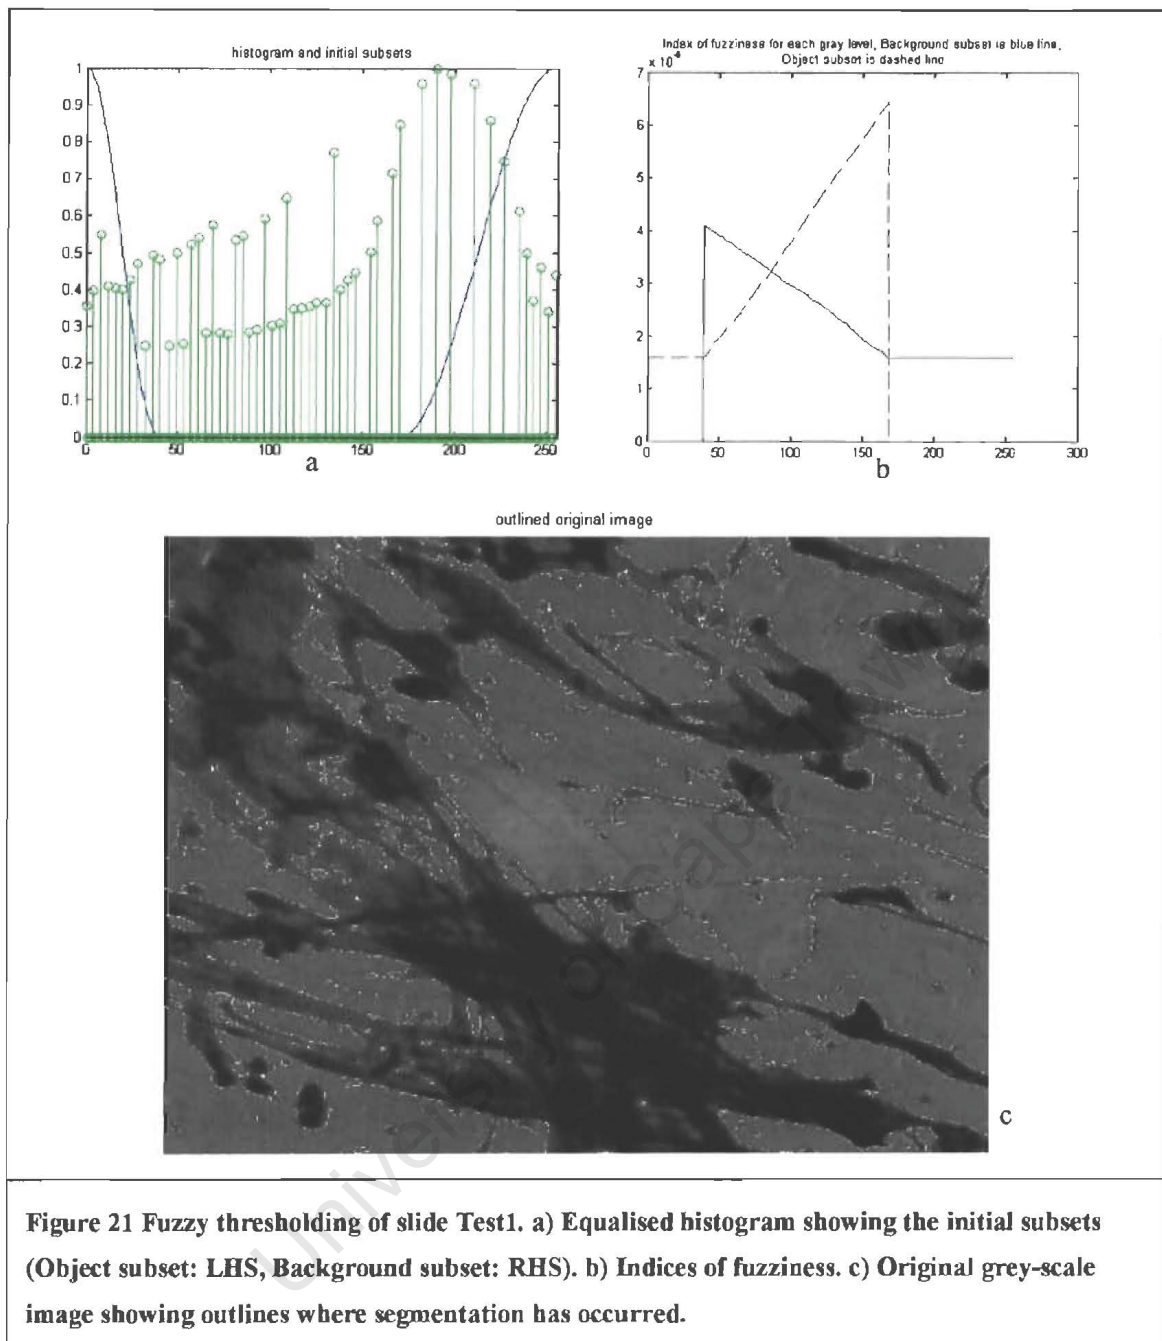 histogram and initial subsets
1
0.9
0.8
0.7
0.6
0.5
0.4
0.3
0.2
0.1
0
0 50 100 150 200 250
a
Index of fuzziness for each gray level, Background subset is blue line,
Object subset is dashed line
x 10
7
6
5
4
3
2
1
0
0 50 100 150 200 250 300
b
outlined original image
c
University of Cape Town
Figure 21 Fuzzy thresholding of slide Test1. a) Equalised histogram showing the initial subsets
(Object subset: LHS, Background subset: RHS). b) Indices of fuzziness. c) Original grey-scale
image showing outlines where segmentation has occurred.